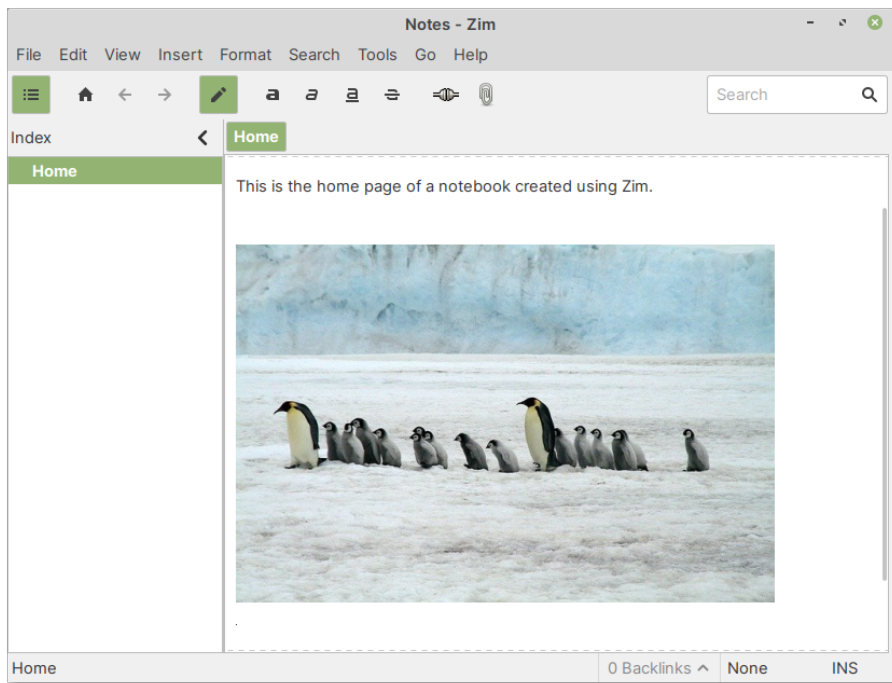 Notes - Zim
File Edit View Insert Format Search Tools Go Help
Search
Index
Home
Home
This is the home page of a notebook created using Zim.
Home 0 Backlinks None INS